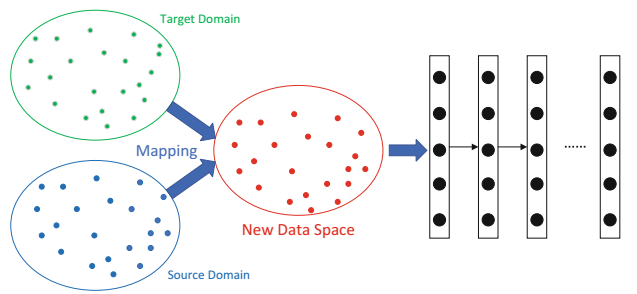 Target Domain
Mapping
New Data Space
Source Domain
......